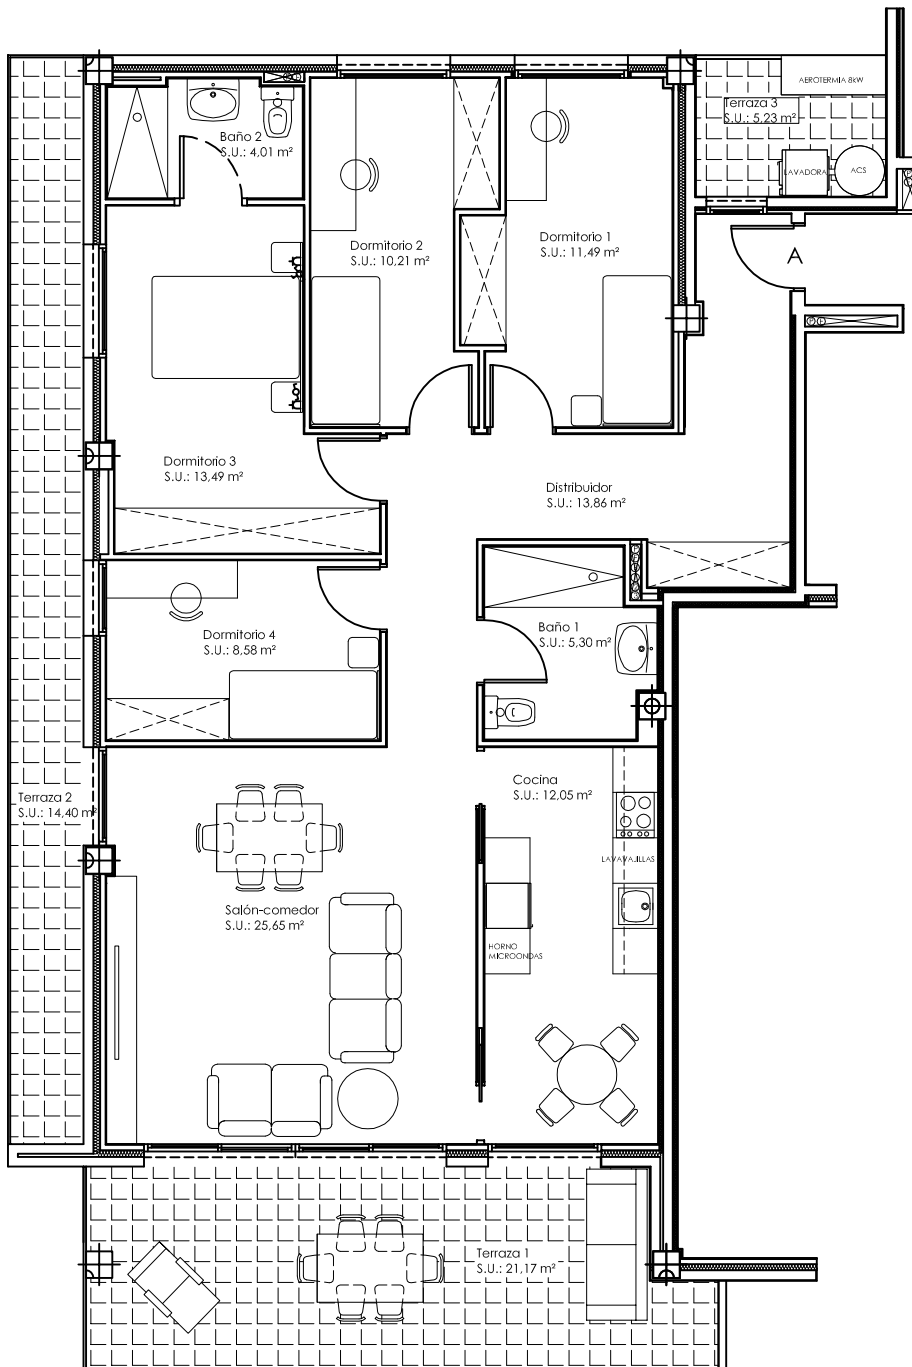 AEROTERMIA 8kW
Terraza 3
S.U.: 5,23 m²
LAVADORA
ACS
Baño 2
S.U.: 4,01 m²
Dormitorio 2
S.U.: 10,21 m²
Dormitorio 1
S.U.: 11,49 m²
A
Dormitorio 3
S.U.: 13,49 m²
Distribuidor
S.U.: 13,86 m²
Dormitorio 4
S.U.: 8,58 m²
Baño 1
S.U.: 5,30 m²
Terraza 2
S.U.: 14,40 m²
Cocina
S.U.: 12,05 m²
LAVAVAJILLAS
Salón-comedor
S.U.: 25,65 m²
HORNO
MICROONDAS
Terraza 1
S.U.: 21,17 m²